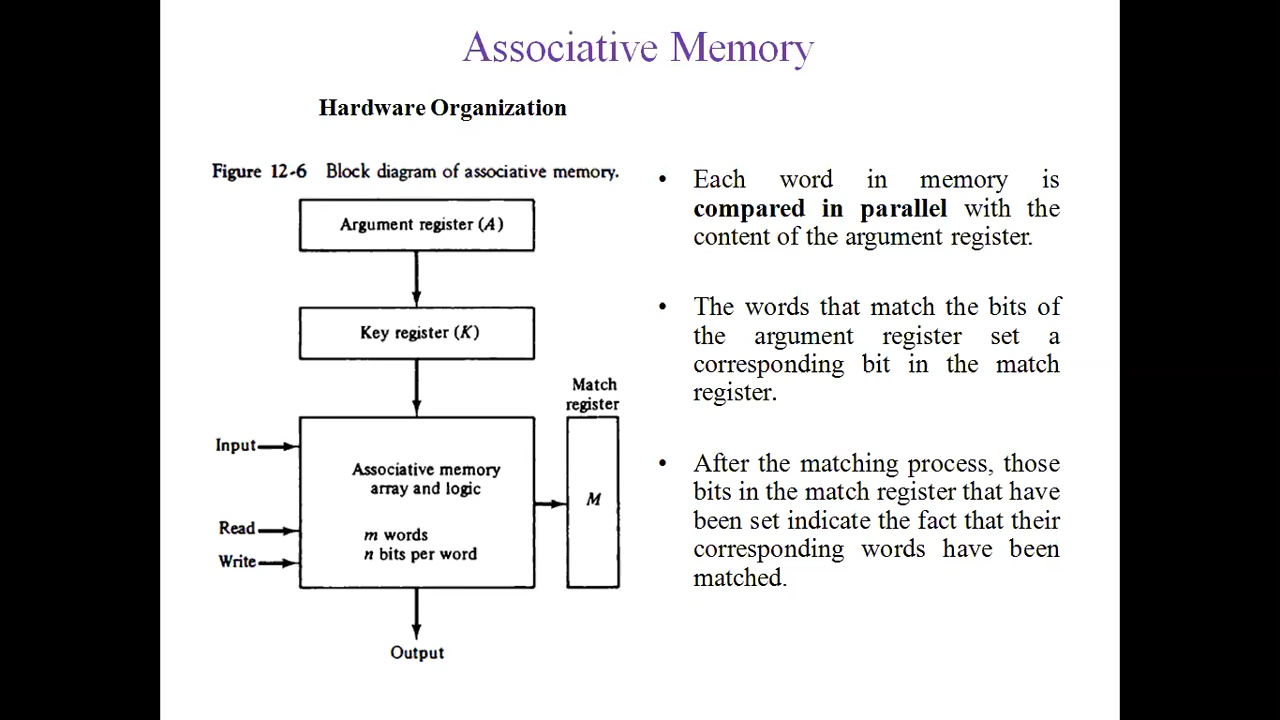 Associative Memory
Hardware Organization
Figure 12-6 Block diagram of associative memory.
Argument register (A)
Key register (K)
Match
register
Input
Associative memory
array and logic
Read
m words
n bits per word
Write
M
Output
• Each word in memory is
compared in parallel with the
content of the argument register.
• The words that match the bits of
the argument register set a
corresponding bit in the match
register.
• After the matching process, those
bits in the match register that have
been set indicate the fact that their
corresponding words have been
matched.